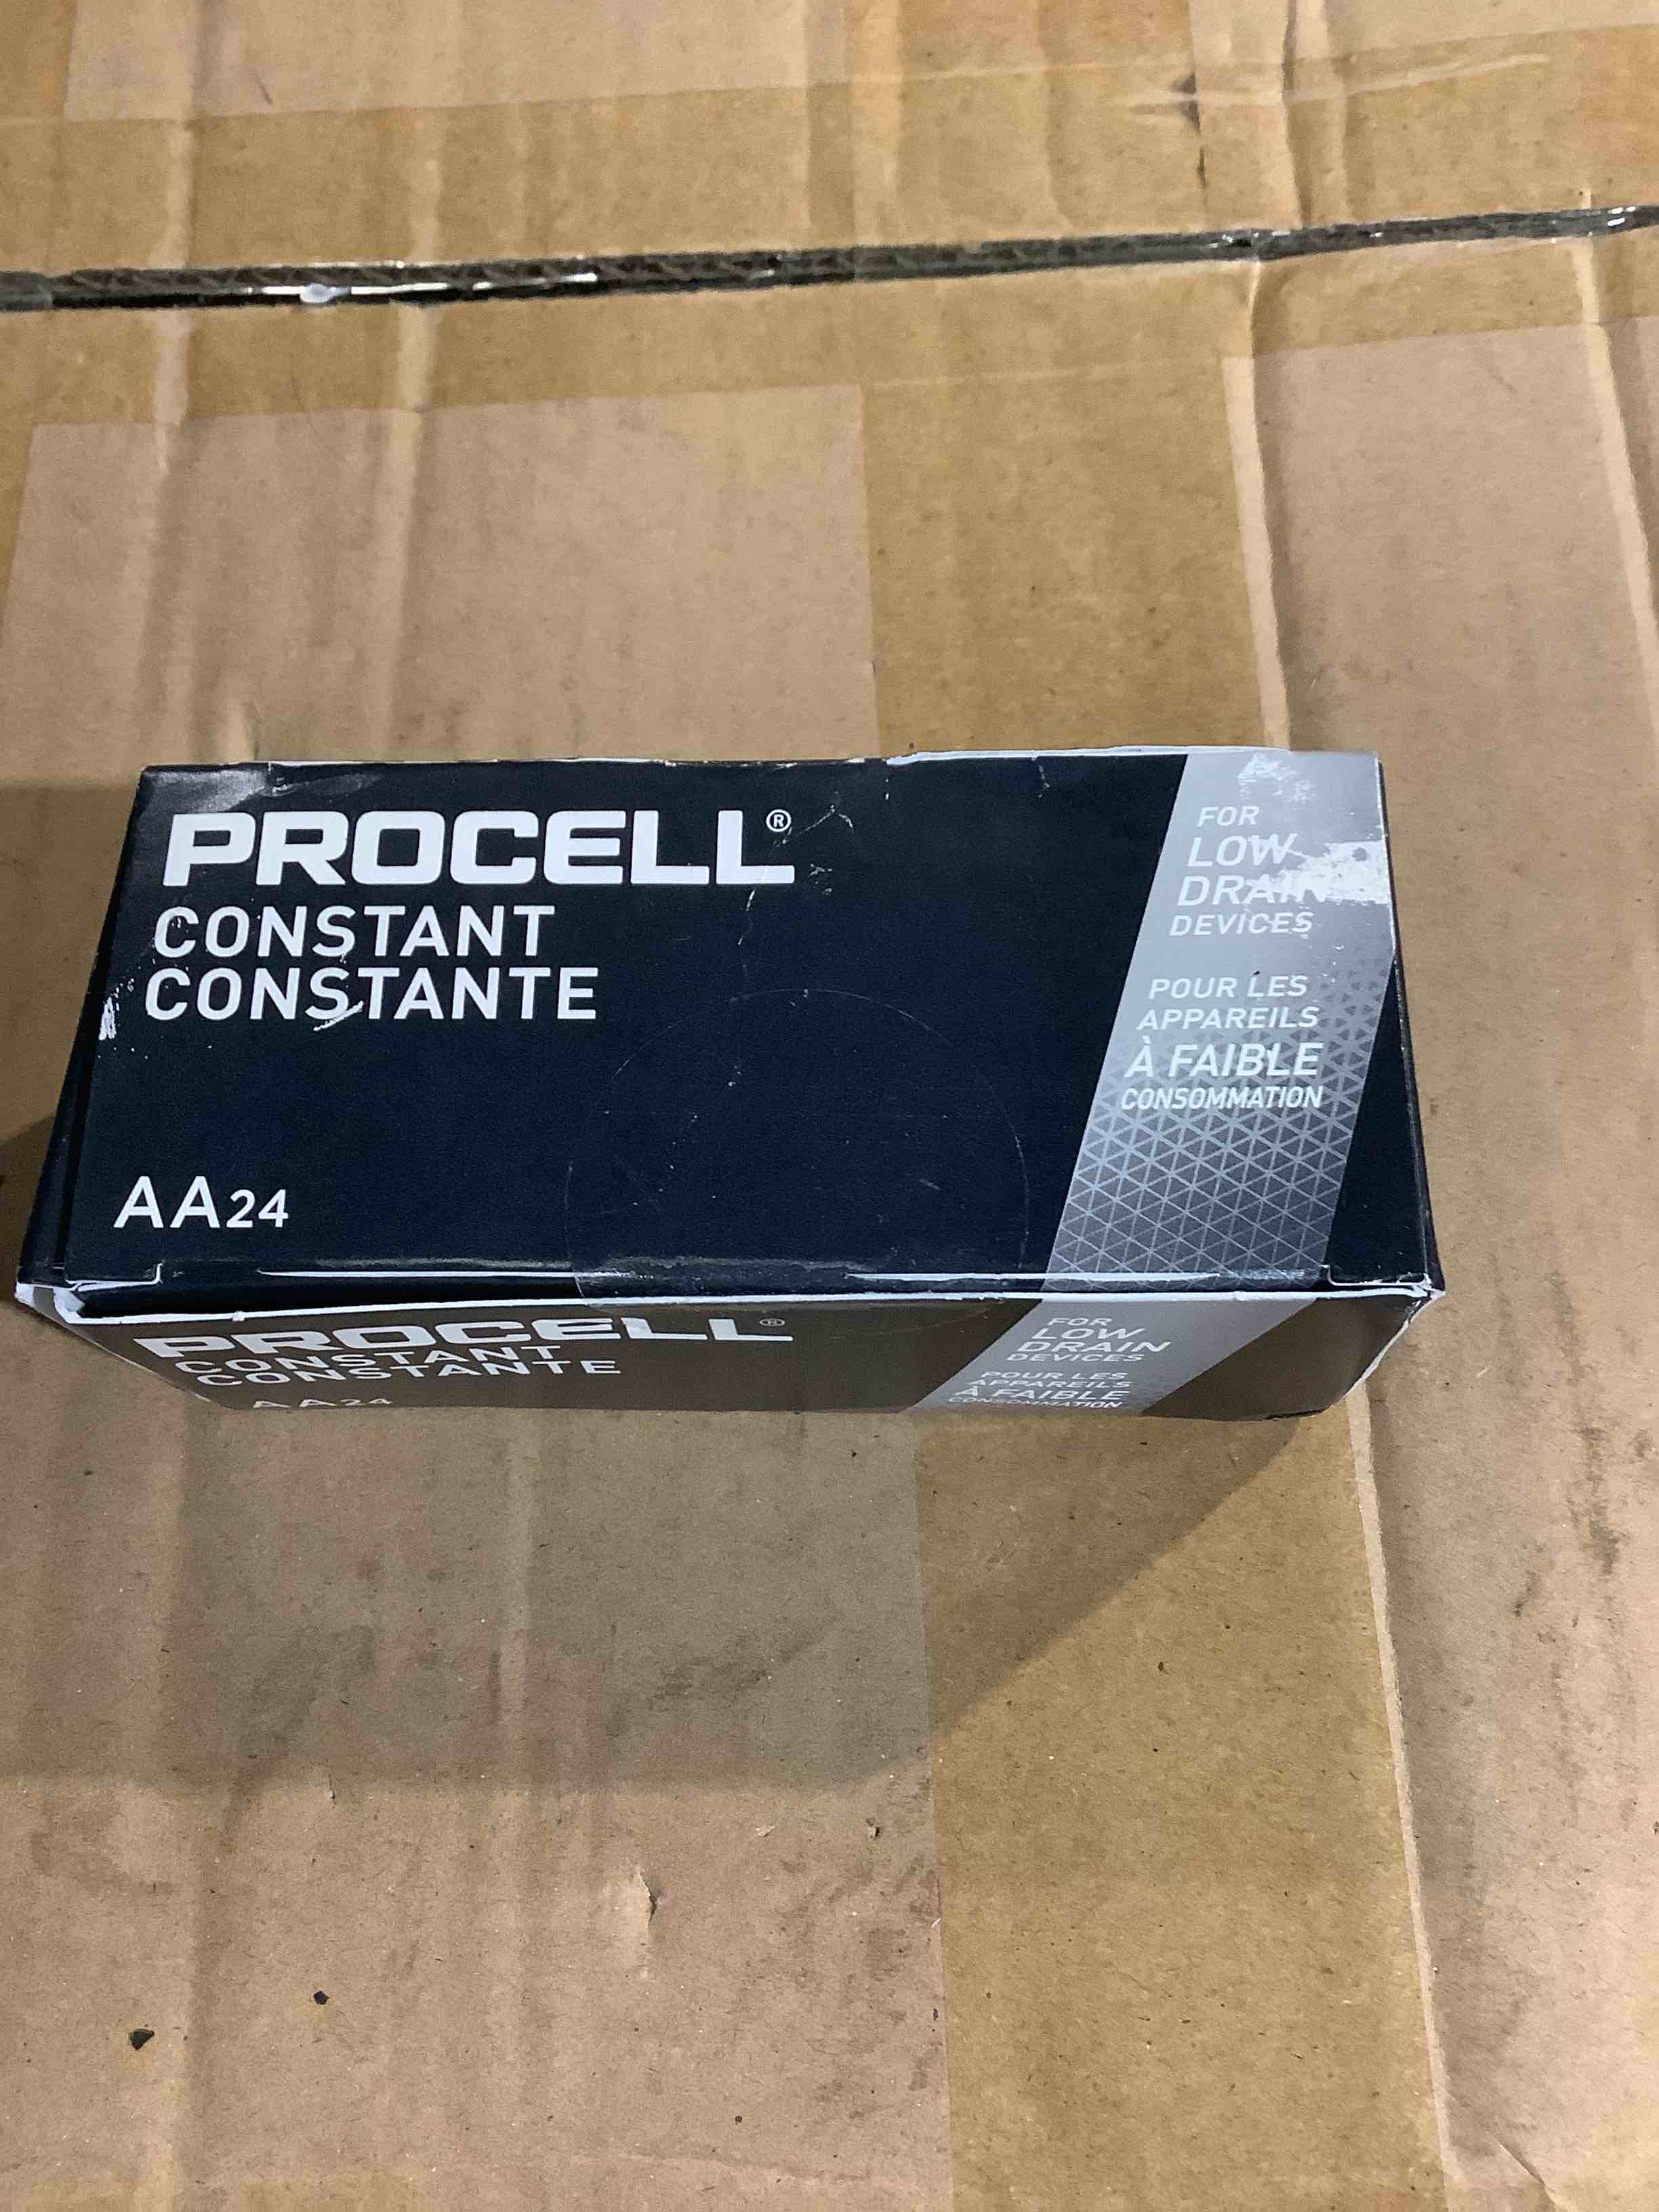 PROCELL®
CONSTANT
CONSTANTE
AA24
FOR
LOW
DRAIN
DEVICES
POUR LES
APPAREILS
À FAIBLE
CONSOMMATION
PROCELL®
CONSTANT
CONSTANTE
AA24
FOR
LOW
DRAIN
DEVICES
POUR LES
APPAREILS
À FAIBLE
CONSOMMATION